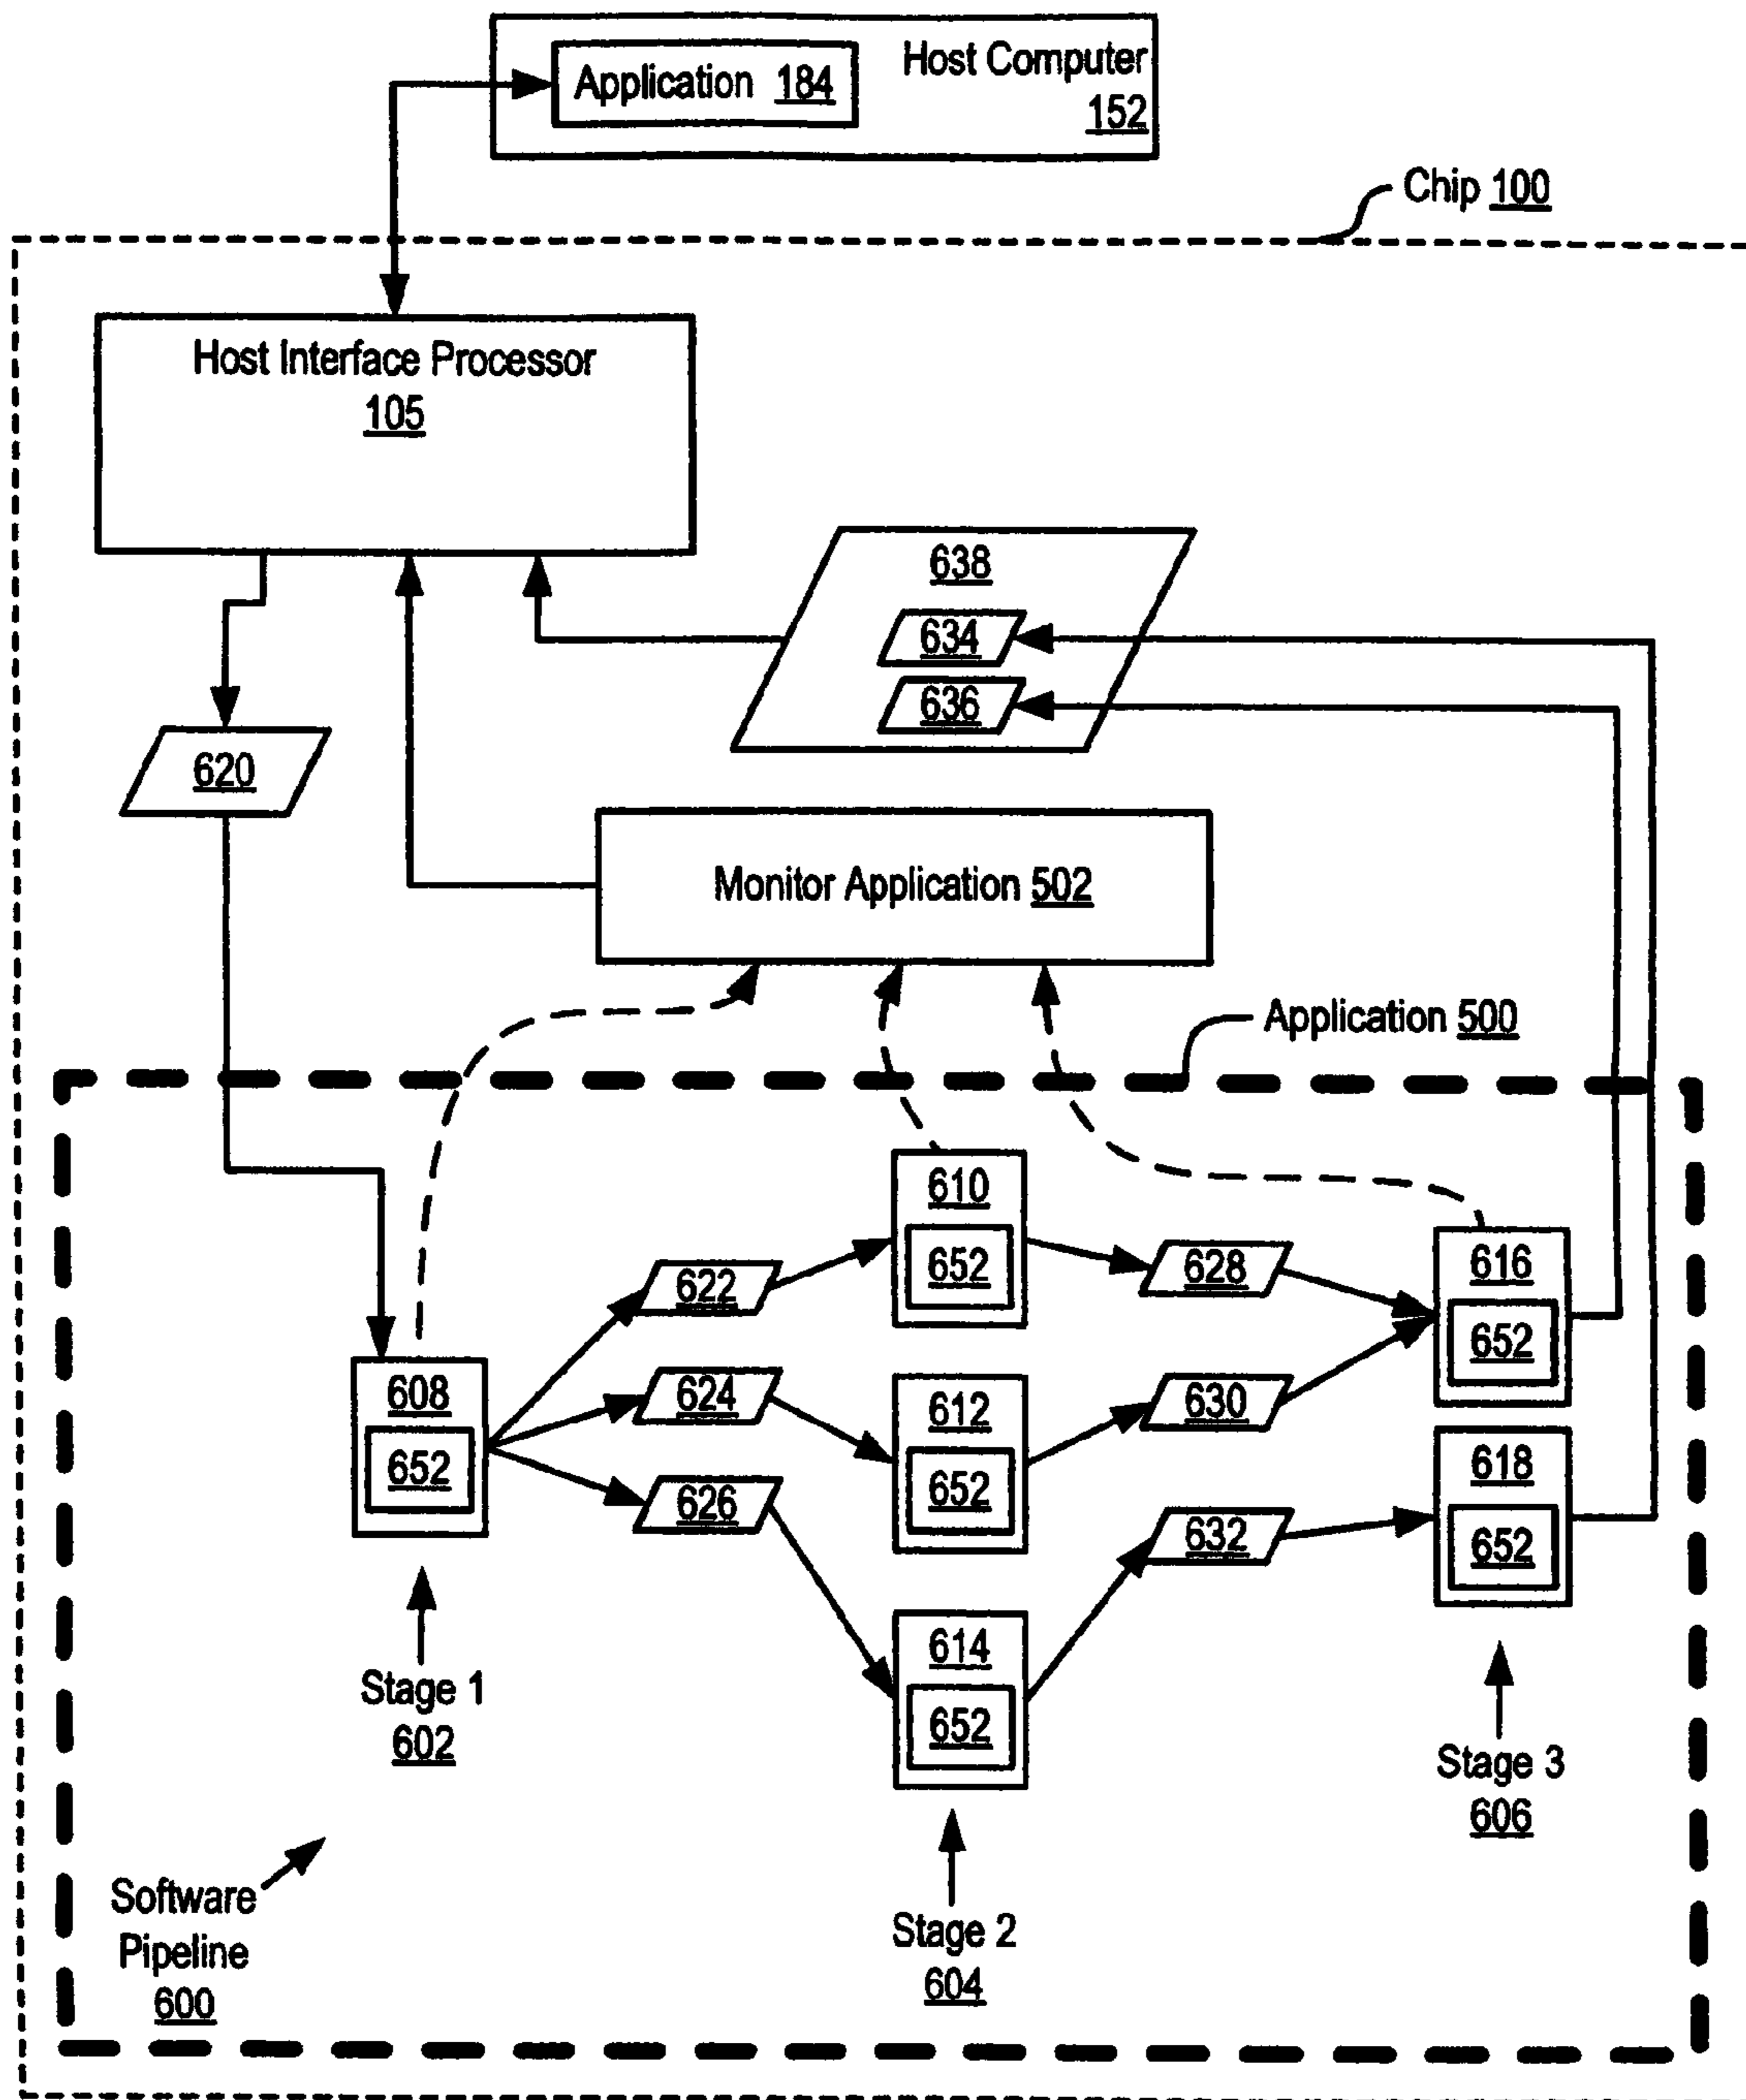 Host Computer
152
Application 184
Chip 100
Host Interface Processor
105
638
634
636
620
Monitor Application 502
Application 500
610
652
622
628
616
652
608
652
624
612
652
630
626
632
618
652
614
652
Stage 1
602
Stage 2
604
Stage 3
606
Software
Pipeline
600